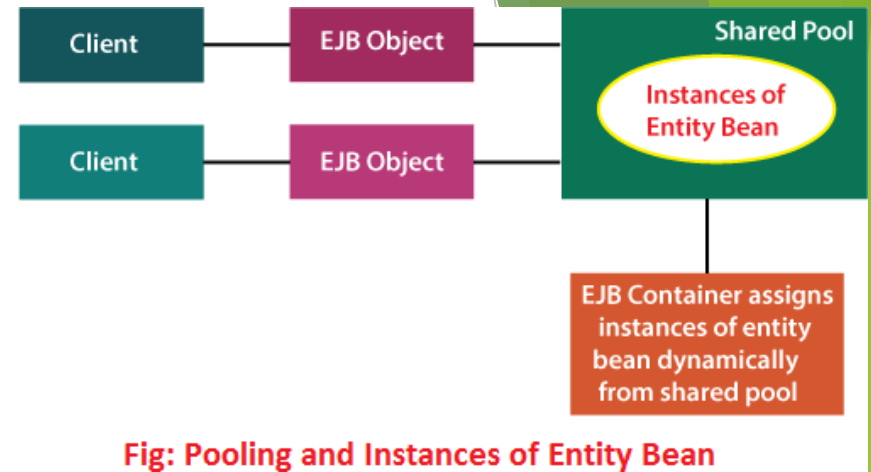 Client
EJB Object
Shared Pool
Instances of
Entity Bean
Client
EJB Object
EJB Container assigns
instances of entity
bean dynamically
from shared pool
Fig: Pooling and Instances of Entity Bean